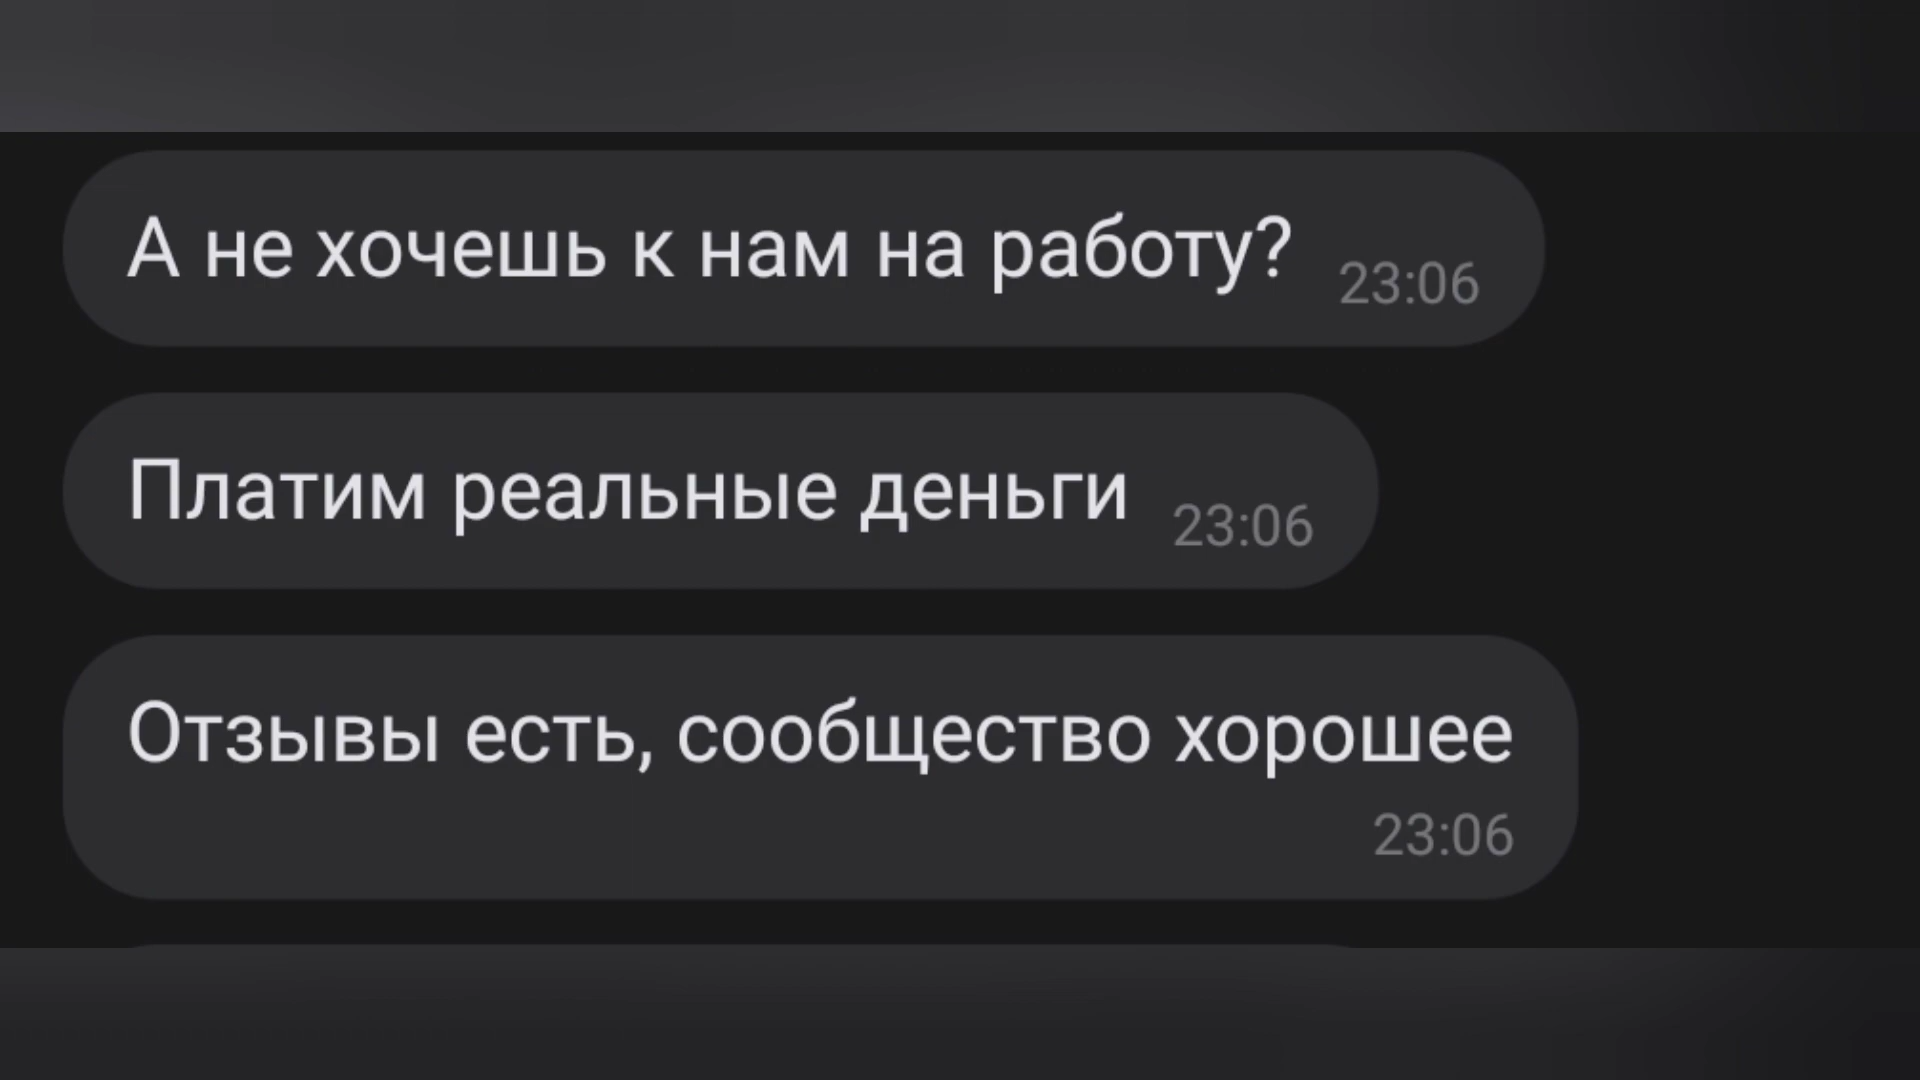 А не хочешь к нам на работу?
23:06
Платим реальные деньги
23:06
Отзывы есть, сообщество хорошее
23:06